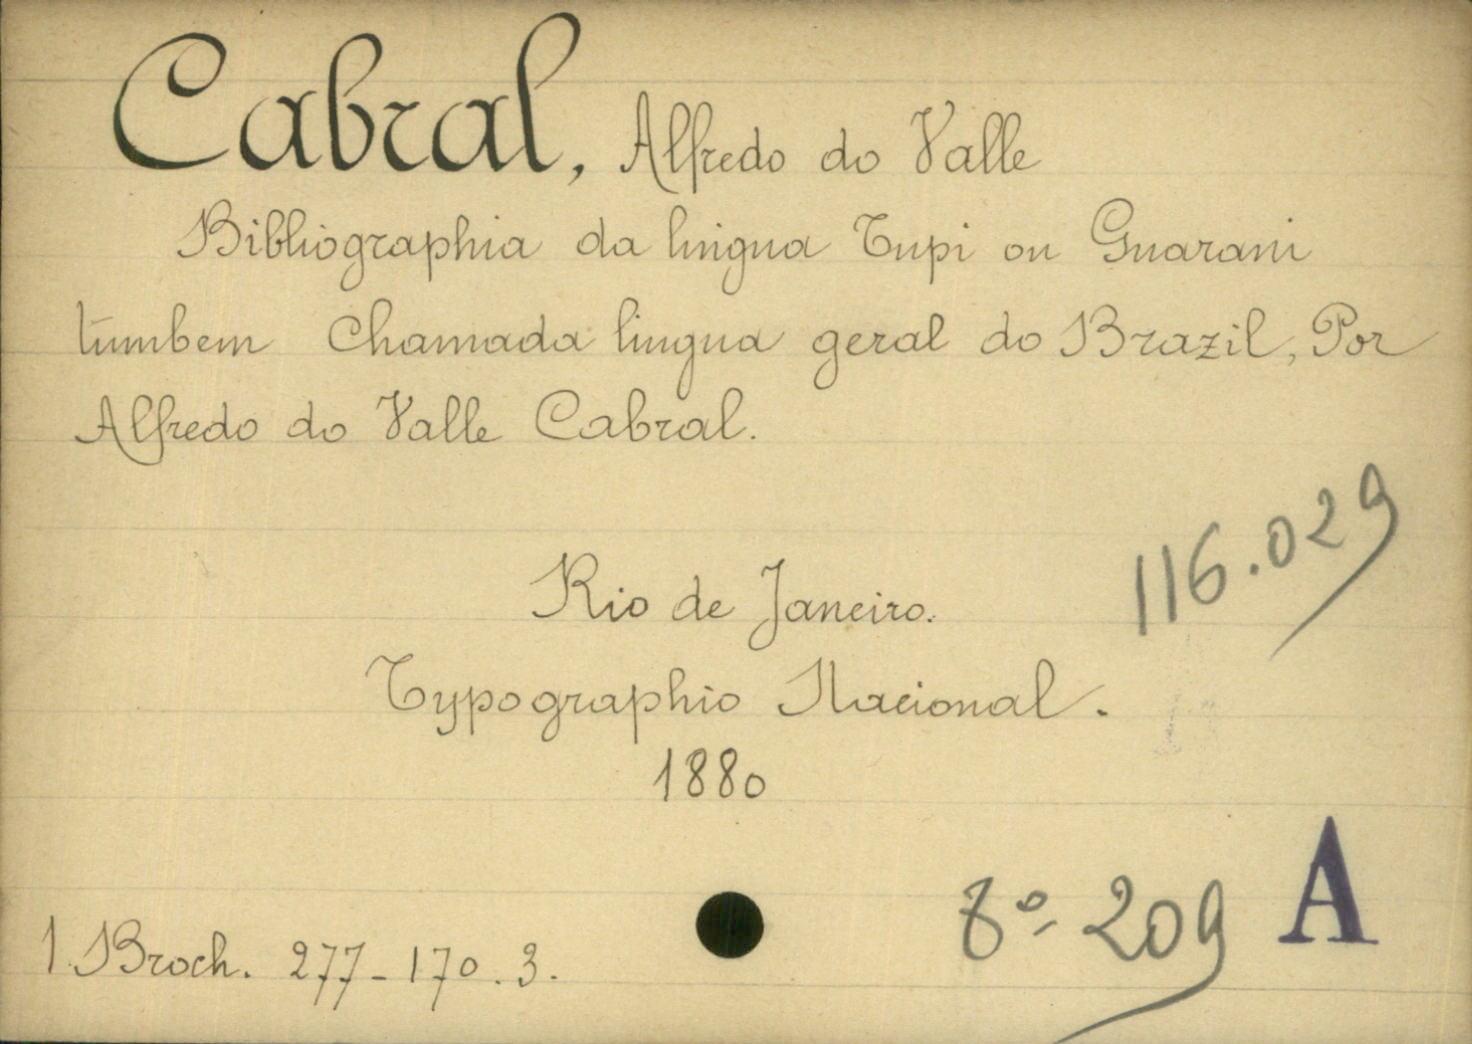 Cabral, Alfredo do Valle
Bibliographia da lingua Tupi ou Guarani
tumbem Chamada lingua geral do Brazil, Por
Alfredo do Valle Cabral.
116.029
Rio de Janeiro.
Typographio Nacional.
1880
8º- 209 A
1 Broch. 277-170.3.